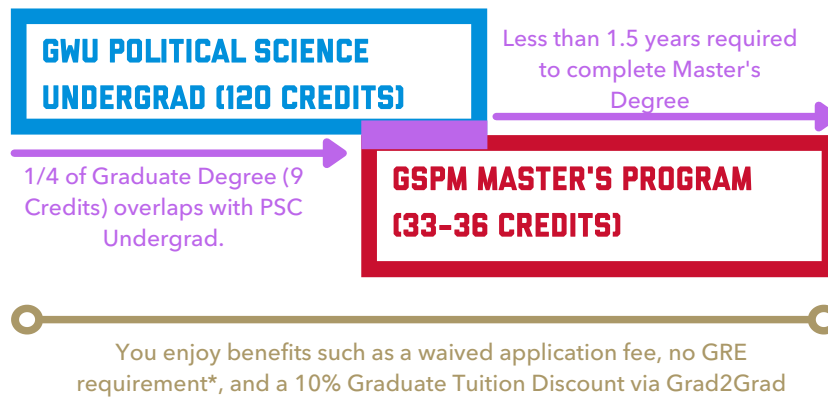 GWU POLITICAL SCIENCE
UNDERGRAD (120 CREDITS)
Less than 1.5 years required
to complete Master's
Degree
1/4 of Graduate Degree (9
Credits) overlaps with PSC
Undergrad.
GSPM MASTER'S PROGRAM
(33-36 CREDITS)
You enjoy benefits such as a waived application fee, no GRE
requirement*, and a 10% Graduate Tuition Discount via Grad2Grad